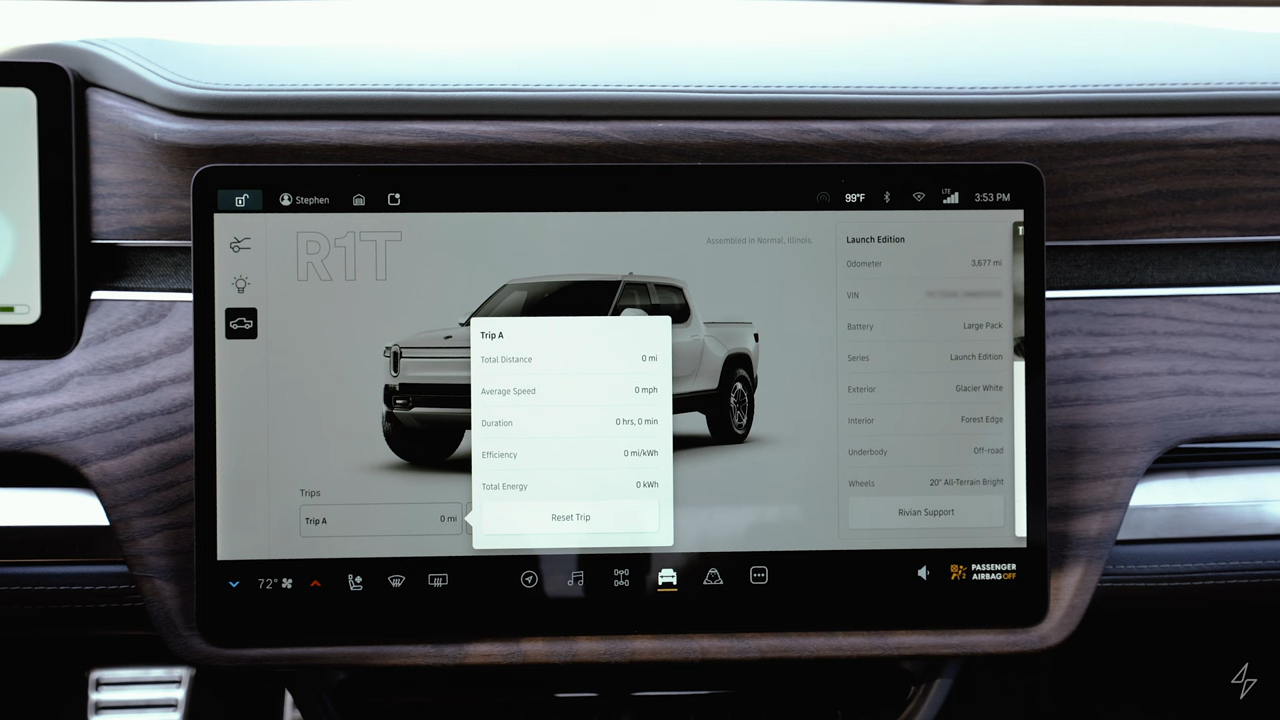 Stephen
99°F
LTE
3:53 PM
R1T
Assembled in Normal, Illinois.
Launch Edition
Odometer 3,677 mi
VIN
Battery Large Pack
Series Launch Edition
Exterior Glacier White
Interior Forest Edge
Underbody Off-road
Wheels 20" All-Terrain Bright
Rivian Support
Trip A
Total Distance 0 mi
Average Speed 0 mph
Duration 0 hrs, 0 min
Efficiency 0 mi/kWh
Total Energy 0 kWh
Reset Trip
Trips
Trip A 0 mi
72°
PASSENGER
AIRBAG OFF